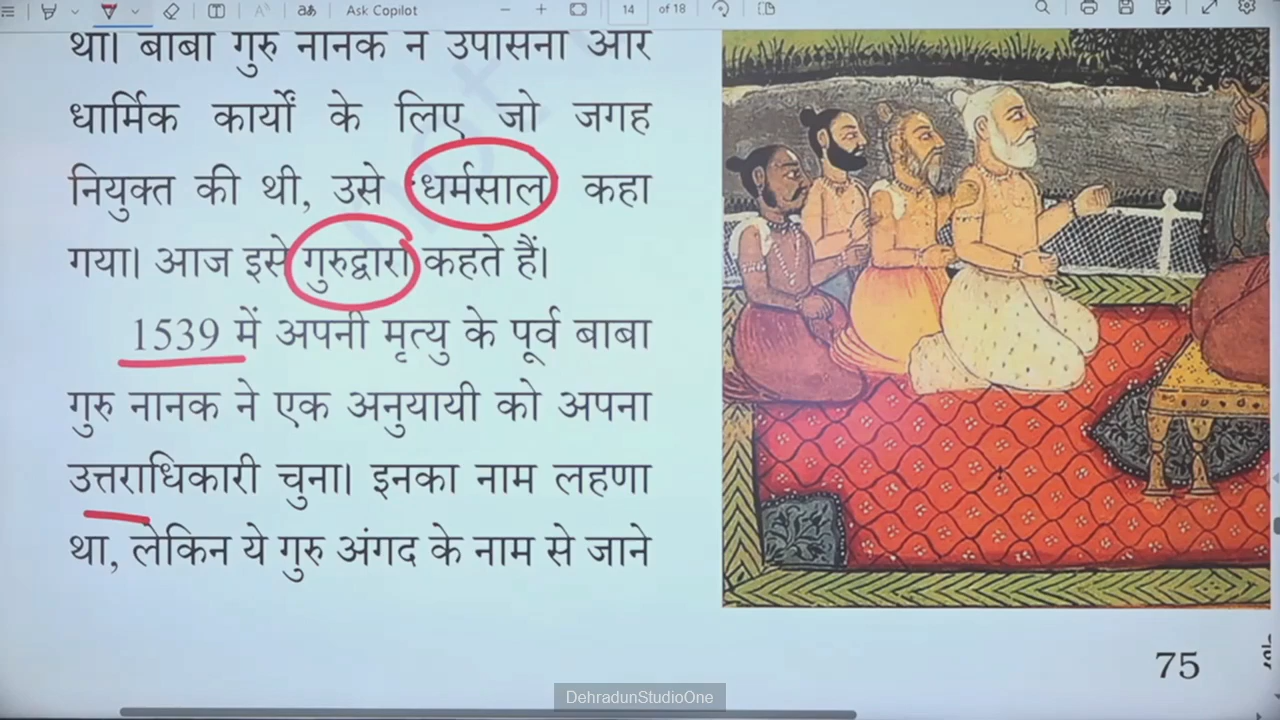 Ask Copilot
14 of 18
था। बाबा गुरु नानक ने उपासना और
धार्मिक कार्यों के लिए जो जगह
नियुक्त की थी, उसे धर्मसाल कहा
गया। आज इसे गुरुद्वारा कहते हैं।
1539 में अपनी मृत्यु के पूर्व बाबा
गुरु नानक ने एक अनुयायी को अपना
उत्तराधिकारी चुना। इनका नाम लहणा
था, लेकिन ये गुरु अंगद के नाम से जाने
75
DehradunStudioOne